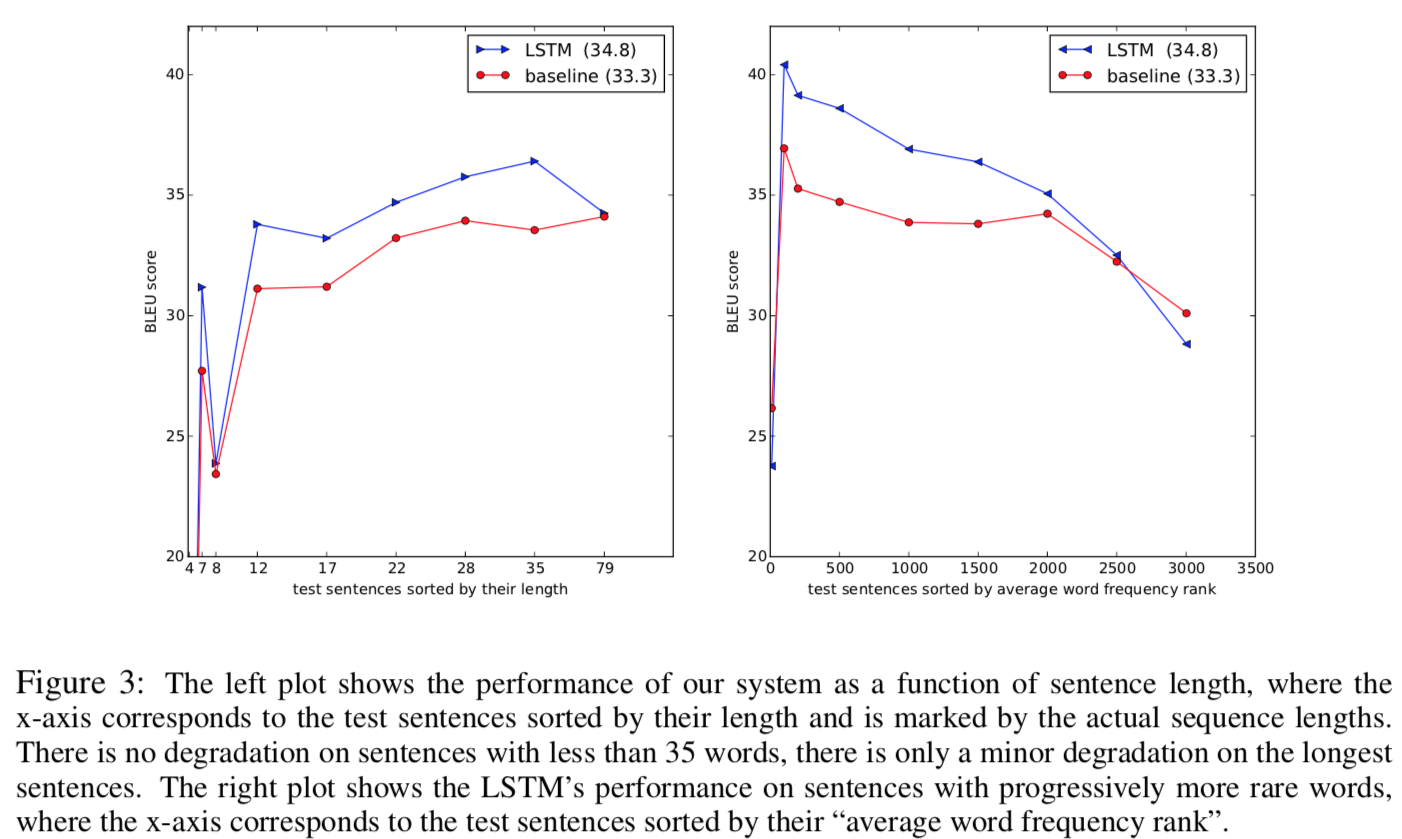 LSTM (34.8)
baseline (33.3)
40
35
30
25
20
BLEU score
4 7 8 12 17 22 28 35 79
test sentences sorted by their length
LSTM (34.8)
baseline (33.3)
40
35
30
25
20
BLEU score
0 500 1000 1500 2000 2500 3000 3500
test sentences sorted by average word frequency rank
Figure 3: The left plot shows the performance of our system as a function of sentence length, where the
x-axis corresponds to the test sentences sorted by their length and is marked by the actual sequence lengths.
There is no degradation on sentences with less than 35 words, there is only a minor degradation on the longest
sentences. The right plot shows the LSTM’s performance on sentences with progressively more rare words,
where the x-axis corresponds to the test sentences sorted by their “average word frequency rank”.